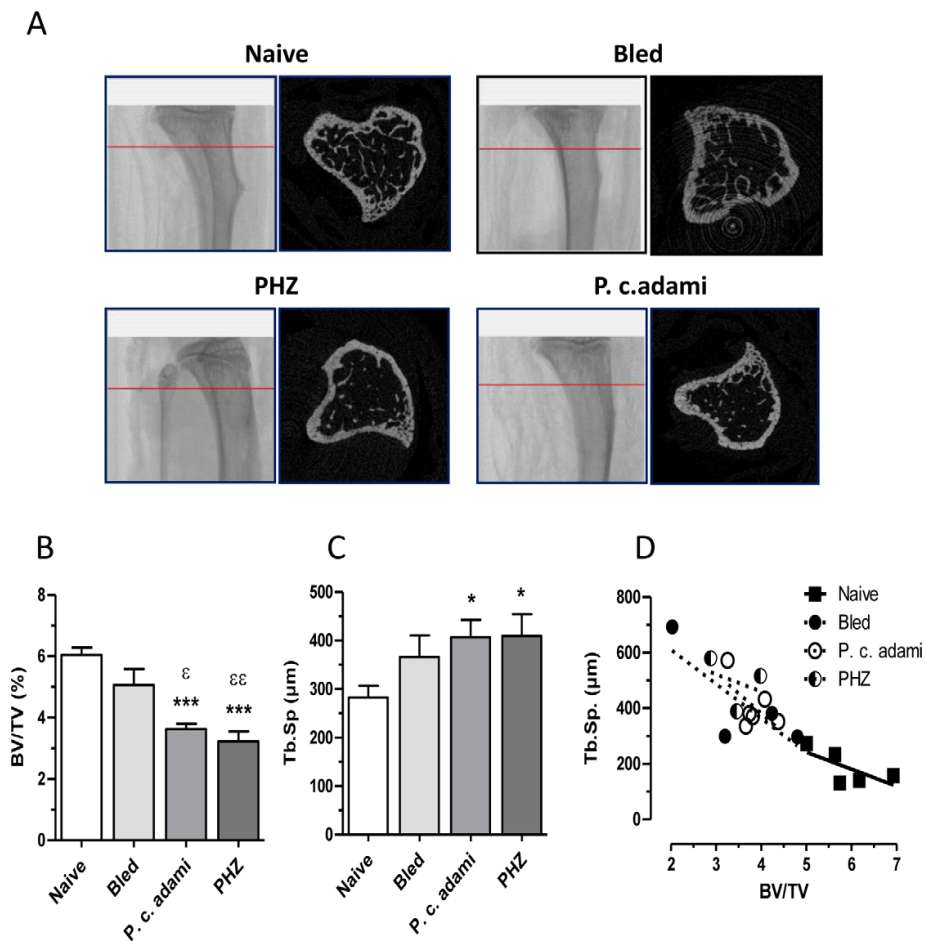 A
Naive
Bled
PHZ
P. c.adami
B
8
6
4
2
0
BV/TV (%)
ε
***
εε
***
Naive
Bled
P. c. adami
PHZ
C
500
400
300
200
100
0
Tb.Sp (μm)
*
*
Naive
Bled
P. c. adami
PHZ
D
800
600
400
200
0
Tb.Sp. (μm)
Naive
Bled
P. c. adami
PHZ
2 3 4 5 6 7
BV/TV